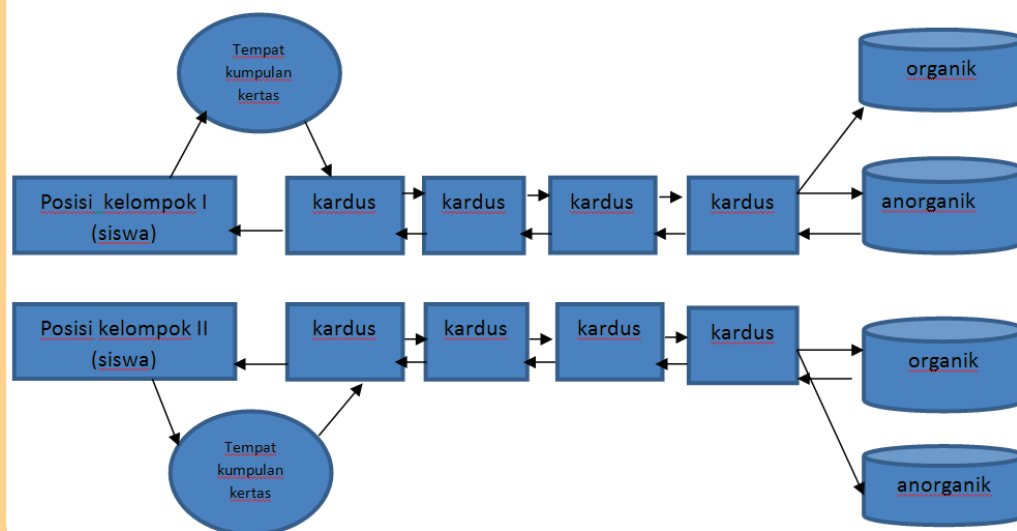 Tempat
kumpulan
kertas
organik
Posisi kelompok I
(siswa)
kardus
kardus
kardus
kardus
anorganik
Posisi kelompok II
(siswa)
kardus
kardus
kardus
kardus
organik
Tempat
kumpulan
kertas
anorganik